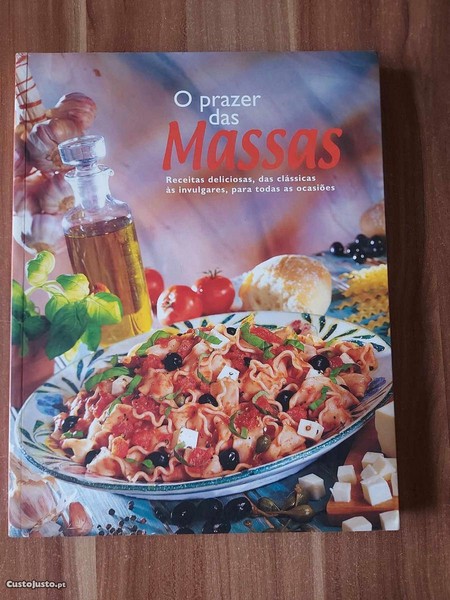 O prazer
das
Massas
Receitas deliciosas, das clássicas
às invulgares, para todas as ocasiões
CustoJusto.pt